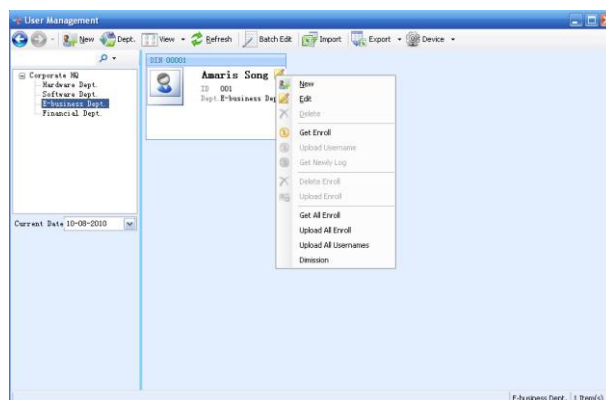 User Management
New Dept. View Refresh Batch Edit Import Export Device
Corporate HQ
Hardware Dept.
Software Dept.
E-business Dept.
Financial Dept.
Current Date 10-08-2010
DIN 00001
Amaris Song
ID 001
Dept. E-business Dep
New
Edit
Delete
Get Enroll
Upload Username
Get Newly Log
Delete Enroll
Upload Enroll
Get All Enroll
Upload All Enroll
Upload All Usernames
Dimission
E-business Dept. 1 Item(s)